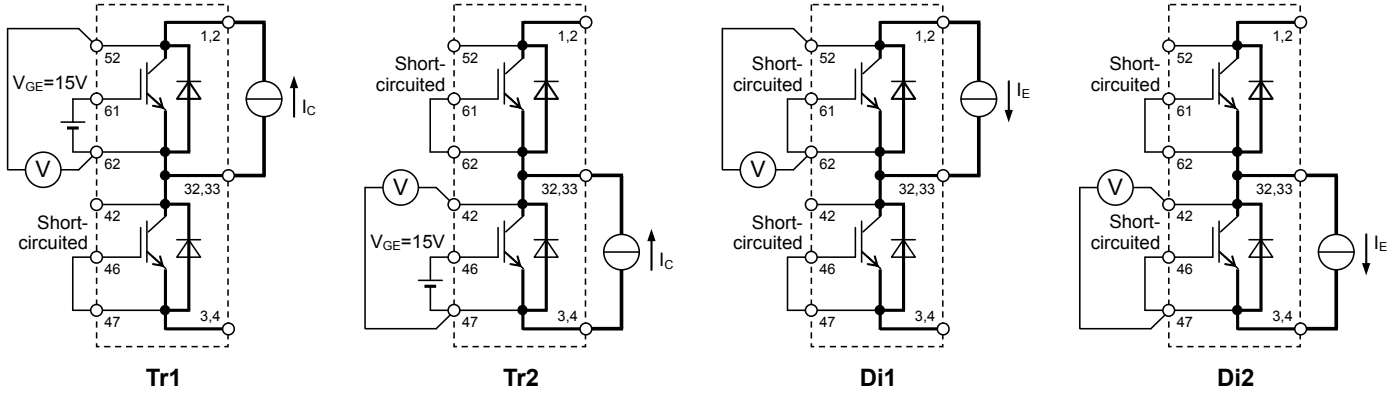 1,2
52
V_GE=15V
61
I_C
62
V
32,33
42
Short-
circuited
46
47
3,4
Tr1
1,2
52
Short-
circuited
61
62
32,33
V
42
V_GE=15V
46
I_C
47
3,4
Tr2
1,2
52
Short-
circuited
61
I_E
62
V
32,33
42
Short-
circuited
46
47
3,4
Di1
1,2
52
Short-
circuited
61
62
32,33
V
42
Short-
circuited
46
I_E
47
3,4
Di2